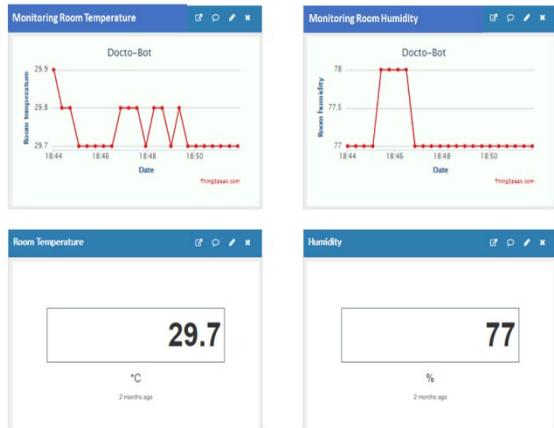 Monitoring Room Temperature
Docto-Bot
Room temperature
29.9
29.8
29.7
18:44 18:46 18:48 18:50
Date
ThingSpeak.com
Monitoring Room Humidity
Docto-Bot
Room humidity
78
77.5
77
18:44 18:46 18:48 18:50
Date
ThingSpeak.com
Room Temperature
29.7
°C
2 months ago
Humidity
77
%
2 months ago